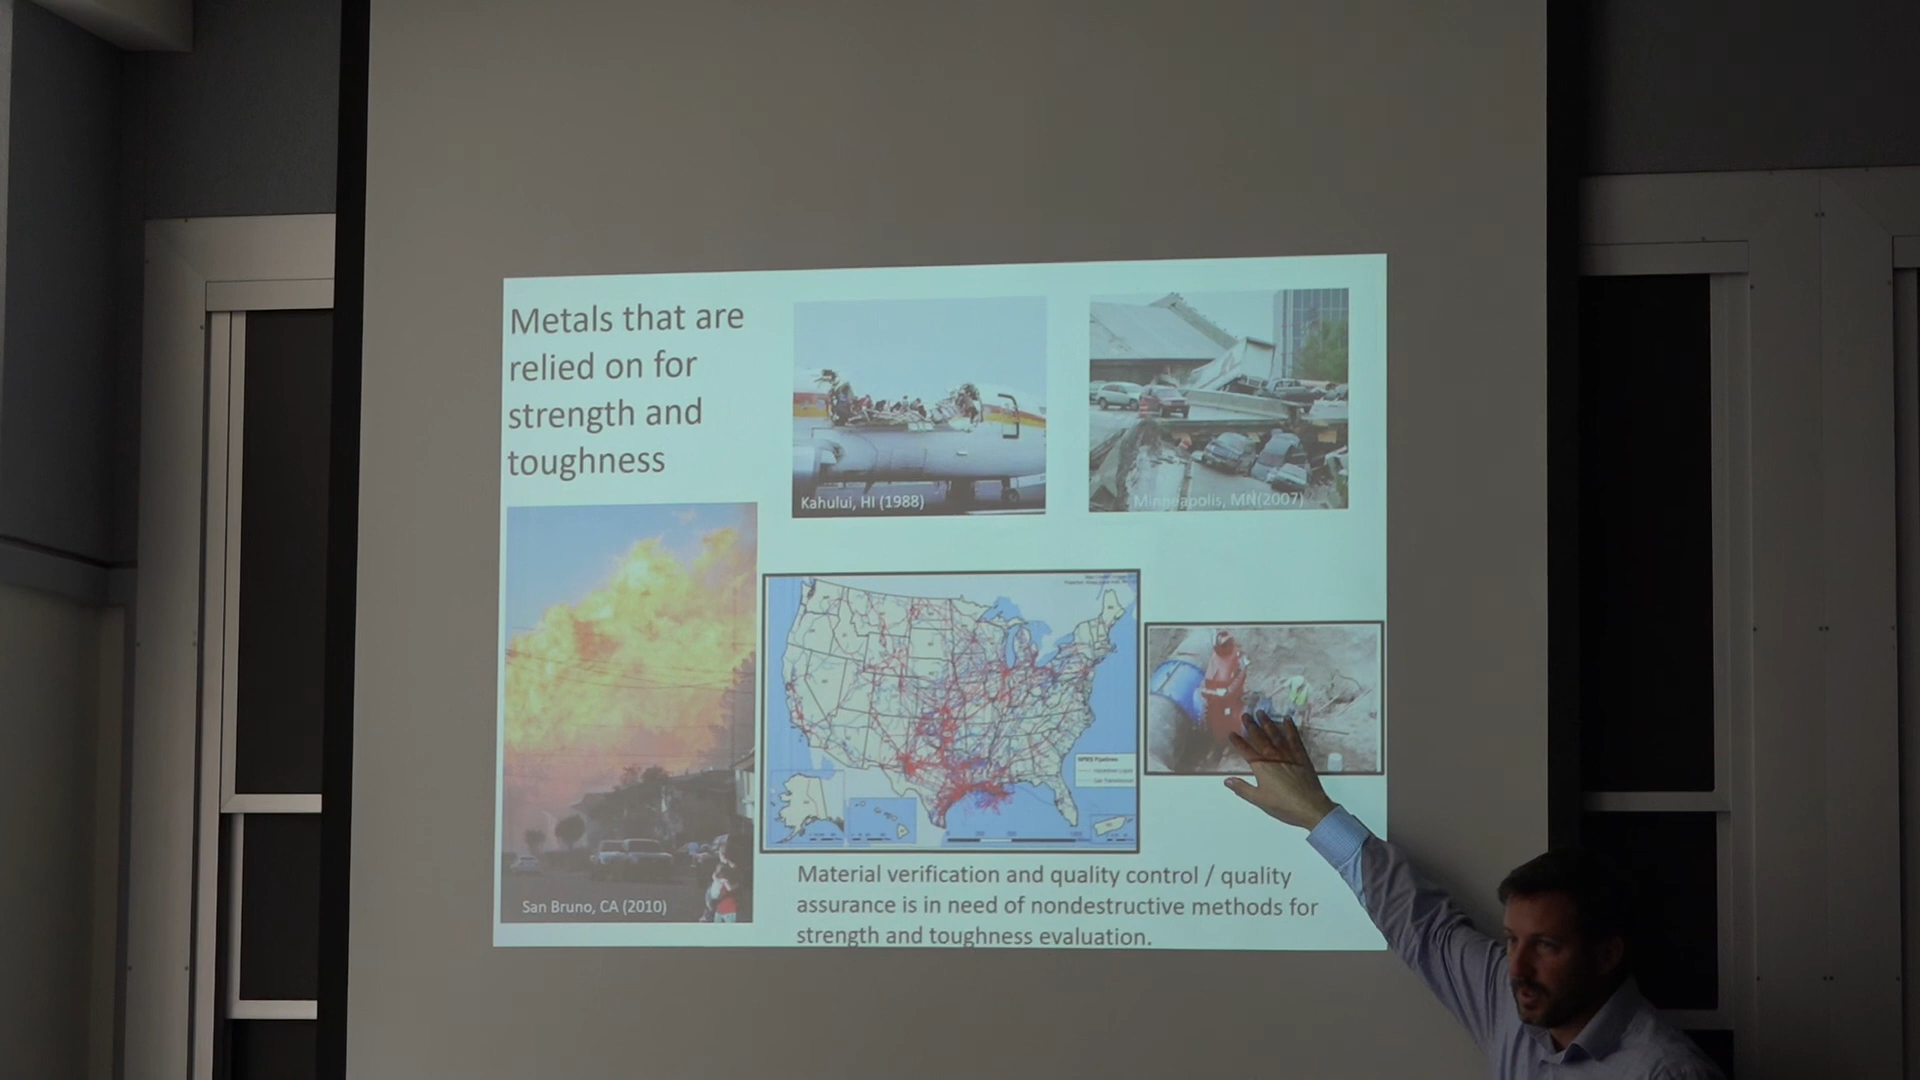 Metals that are
relied on for
strength and
toughness
Kahului, HI (1988)
Minneapolis, MN(2007)
San Bruno, CA (2010)
Material verification and quality control / quality
assurance is in need of nondestructive methods for
strength and toughness evaluation.